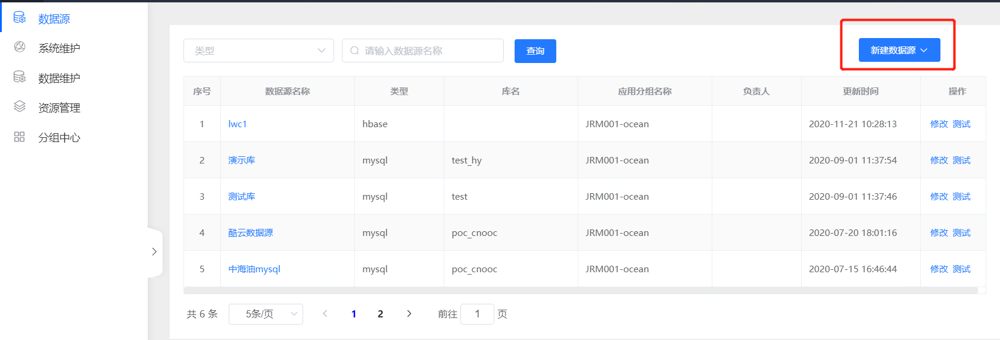 数据源
系统维护
数据维护
资源管理
分组中心
类型 请输入数据源名称 查询 新建数据源
序号 数据源名称 类型 库名 应用分组名称 负责人 更新时间 操作
1 lwc1 hbase JRM001-ocean 2020-11-21 10:28:13 修改 测试
2 演示库 mysql test_hy JRM001-ocean 2020-09-01 11:37:54 修改 测试
3 测试库 mysql test JRM001-ocean 2020-09-01 11:37:46 修改 测试
4 酷云数据源 mysql poc_cnooc JRM001-ocean 2020-07-20 18:01:16 修改 测试
5 中海油mysql mysql poc_cnooc JRM001-ocean 2020-07-15 16:46:44 修改 测试
共 6 条 5条/页 1 2 前往 1 页